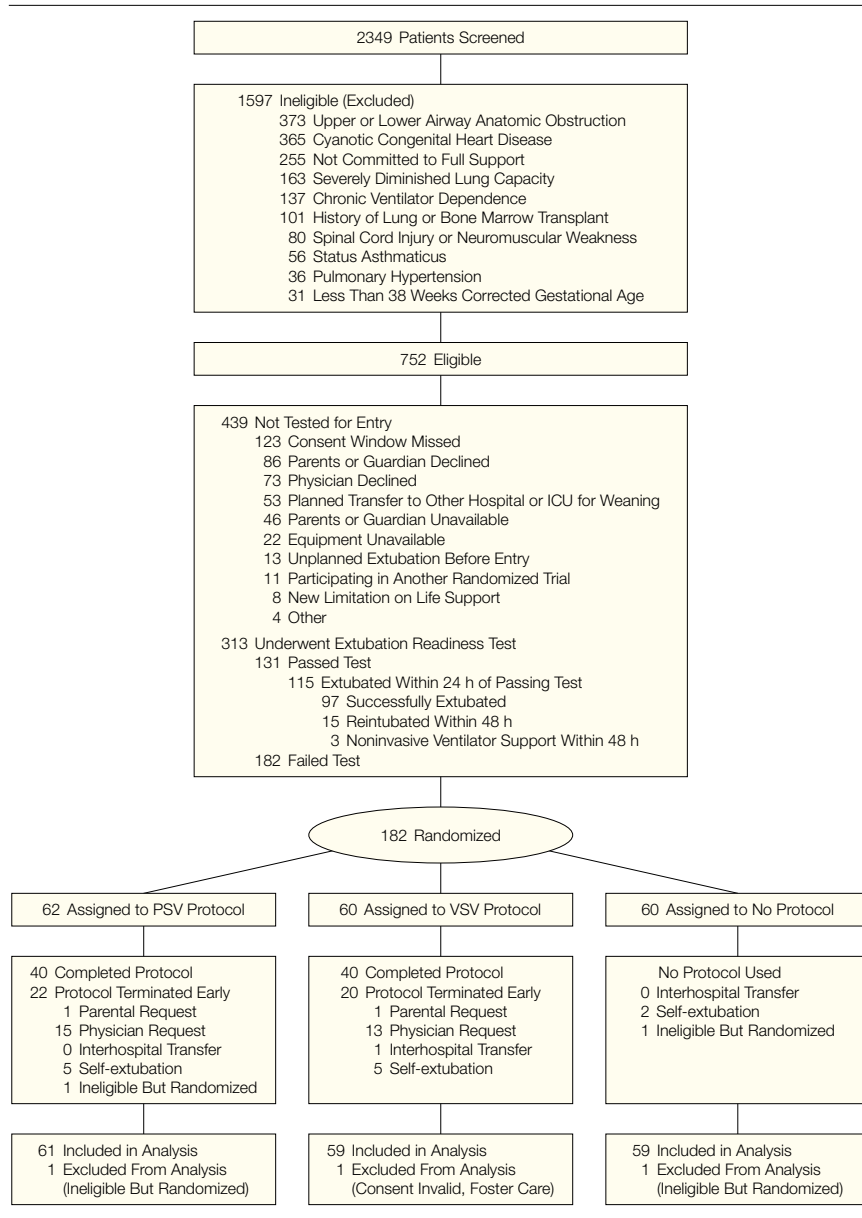 2349 Patients Screened
1597 Ineligible (Excluded)
373 Upper or Lower Airway Anatomic Obstruction
365 Cyanotic Congenital Heart Disease
255 Not Committed to Full Support
163 Severely Diminished Lung Capacity
137 Chronic Ventilator Dependence
101 History of Lung or Bone Marrow Transplant
80 Spinal Cord Injury or Neuromuscular Weakness
56 Status Asthmaticus
36 Pulmonary Hypertension
31 Less Than 38 Weeks Corrected Gestational Age
752 Eligible
439 Not Tested for Entry
123 Consent Window Missed
86 Parents or Guardian Declined
73 Physician Declined
53 Planned Transfer to Other Hospital or ICU for Weaning
46 Parents or Guardian Unavailable
22 Equipment Unavailable
13 Unplanned Extubation Before Entry
11 Participating in Another Randomized Trial
8 New Limitation on Life Support
4 Other
313 Underwent Extubation Readiness Test
131 Passed Test
115 Extubated Within 24 h of Passing Test
97 Successfully Extubated
15 Reintubated Within 48 h
3 Noninvasive Ventilator Support Within 48 h
182 Failed Test
182 Randomized
62 Assigned to PSV Protocol
40 Completed Protocol
22 Protocol Terminated Early
1 Parental Request
15 Physician Request
0 Interhospital Transfer
5 Self-extubation
1 Ineligible But Randomized
61 Included in Analysis
1 Excluded From Analysis
(Ineligible But Randomized)
60 Assigned to VSV Protocol
40 Completed Protocol
20 Protocol Terminated Early
1 Parental Request
13 Physician Request
1 Interhospital Transfer
5 Self-extubation
59 Included in Analysis
1 Excluded From Analysis
(Consent Invalid, Foster Care)
60 Assigned to No Protocol
No Protocol Used
0 Interhospital Transfer
2 Self-extubation
1 Ineligible But Randomized
59 Included in Analysis
1 Excluded From Analysis
(Ineligible But Randomized)